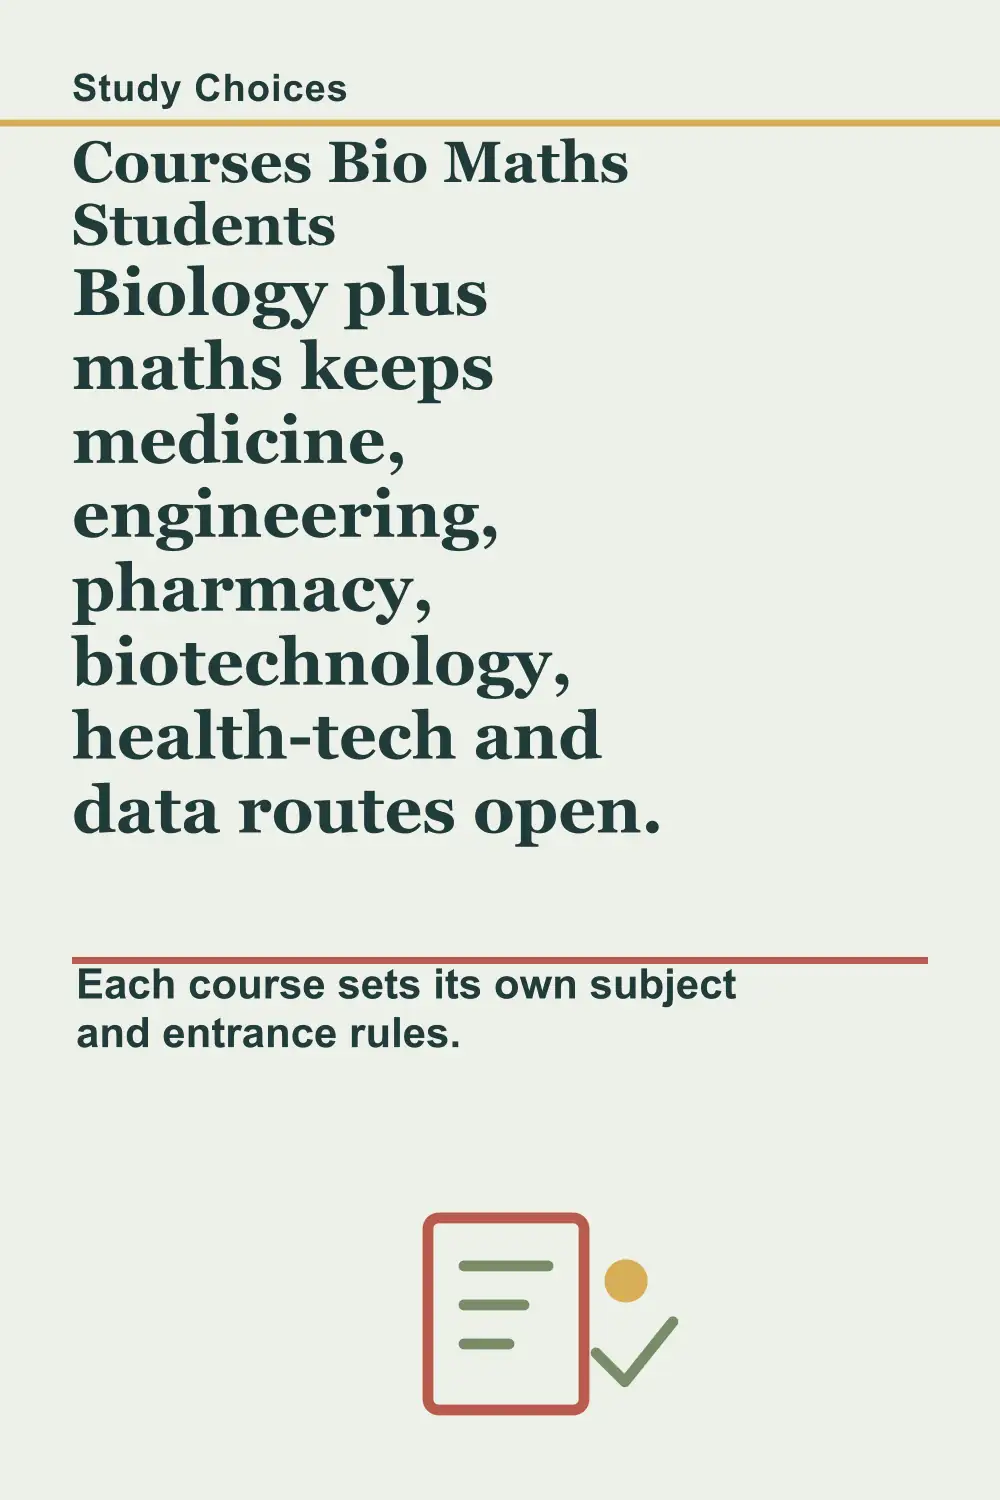 Study Choices
Courses Bio Maths
Students
Biology plus
maths keeps
medicine,
engineering,
pharmacy,
biotechnology,
health-tech and
data routes open.
Each course sets its own subject
and entrance rules.